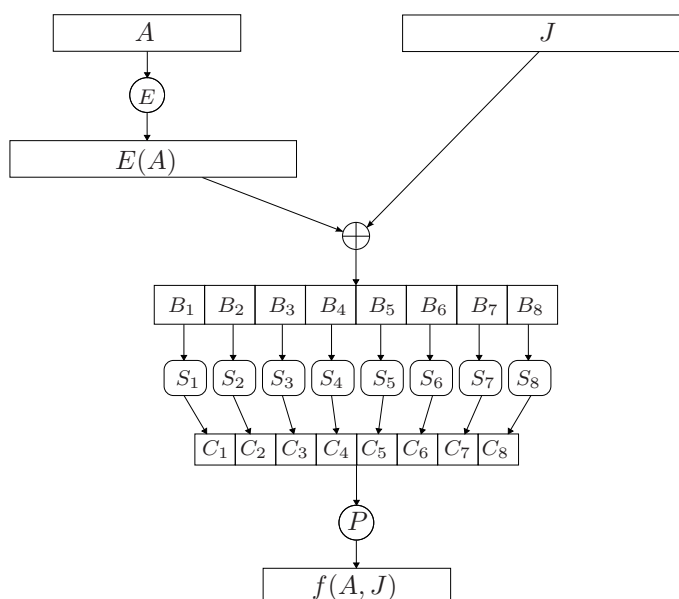 A J
E
E(A)
B₁ B₂ B₃ B₄ B₅ B₆ B₇ B₈
S₁ S₂ S₃ S₄ S₅ S₆ S₇ S₈
C₁ C₂ C₃ C₄ C₅ C₆ C₇ C₈
P
f(A, J)